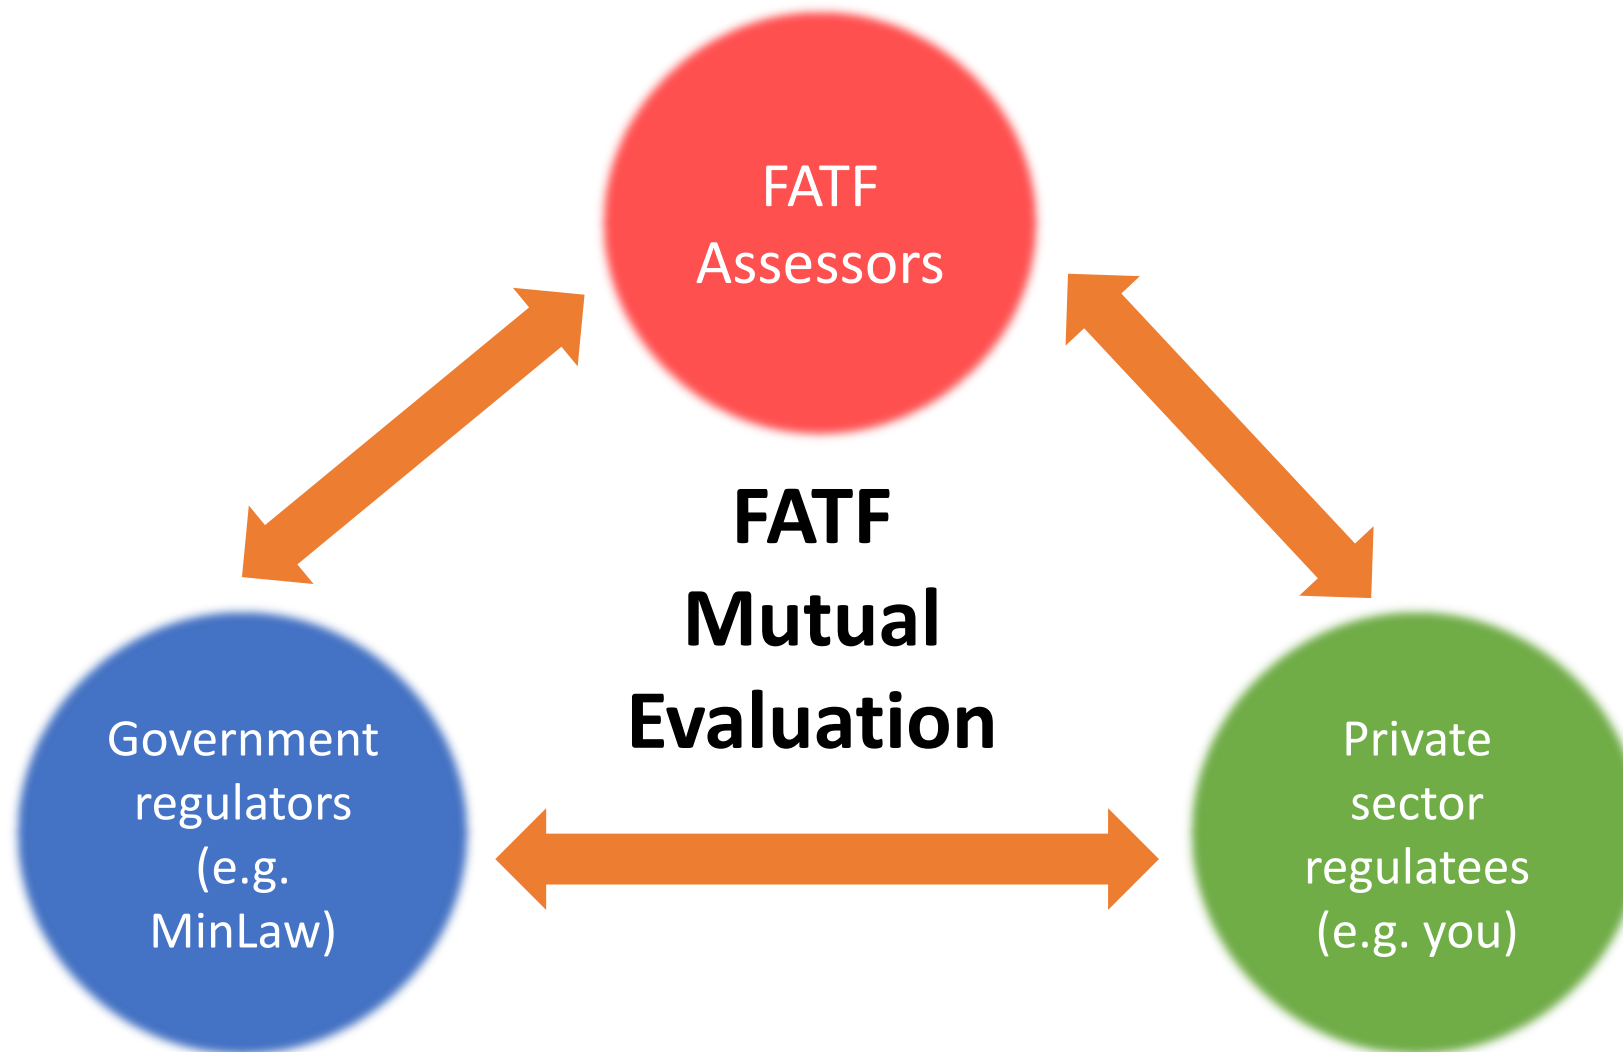 FATF
Assessors
FATF
Mutual
Evaluation
Government
regulators
(e.g.
MinLaw)
Private
sector
regulatees
(e.g. you)